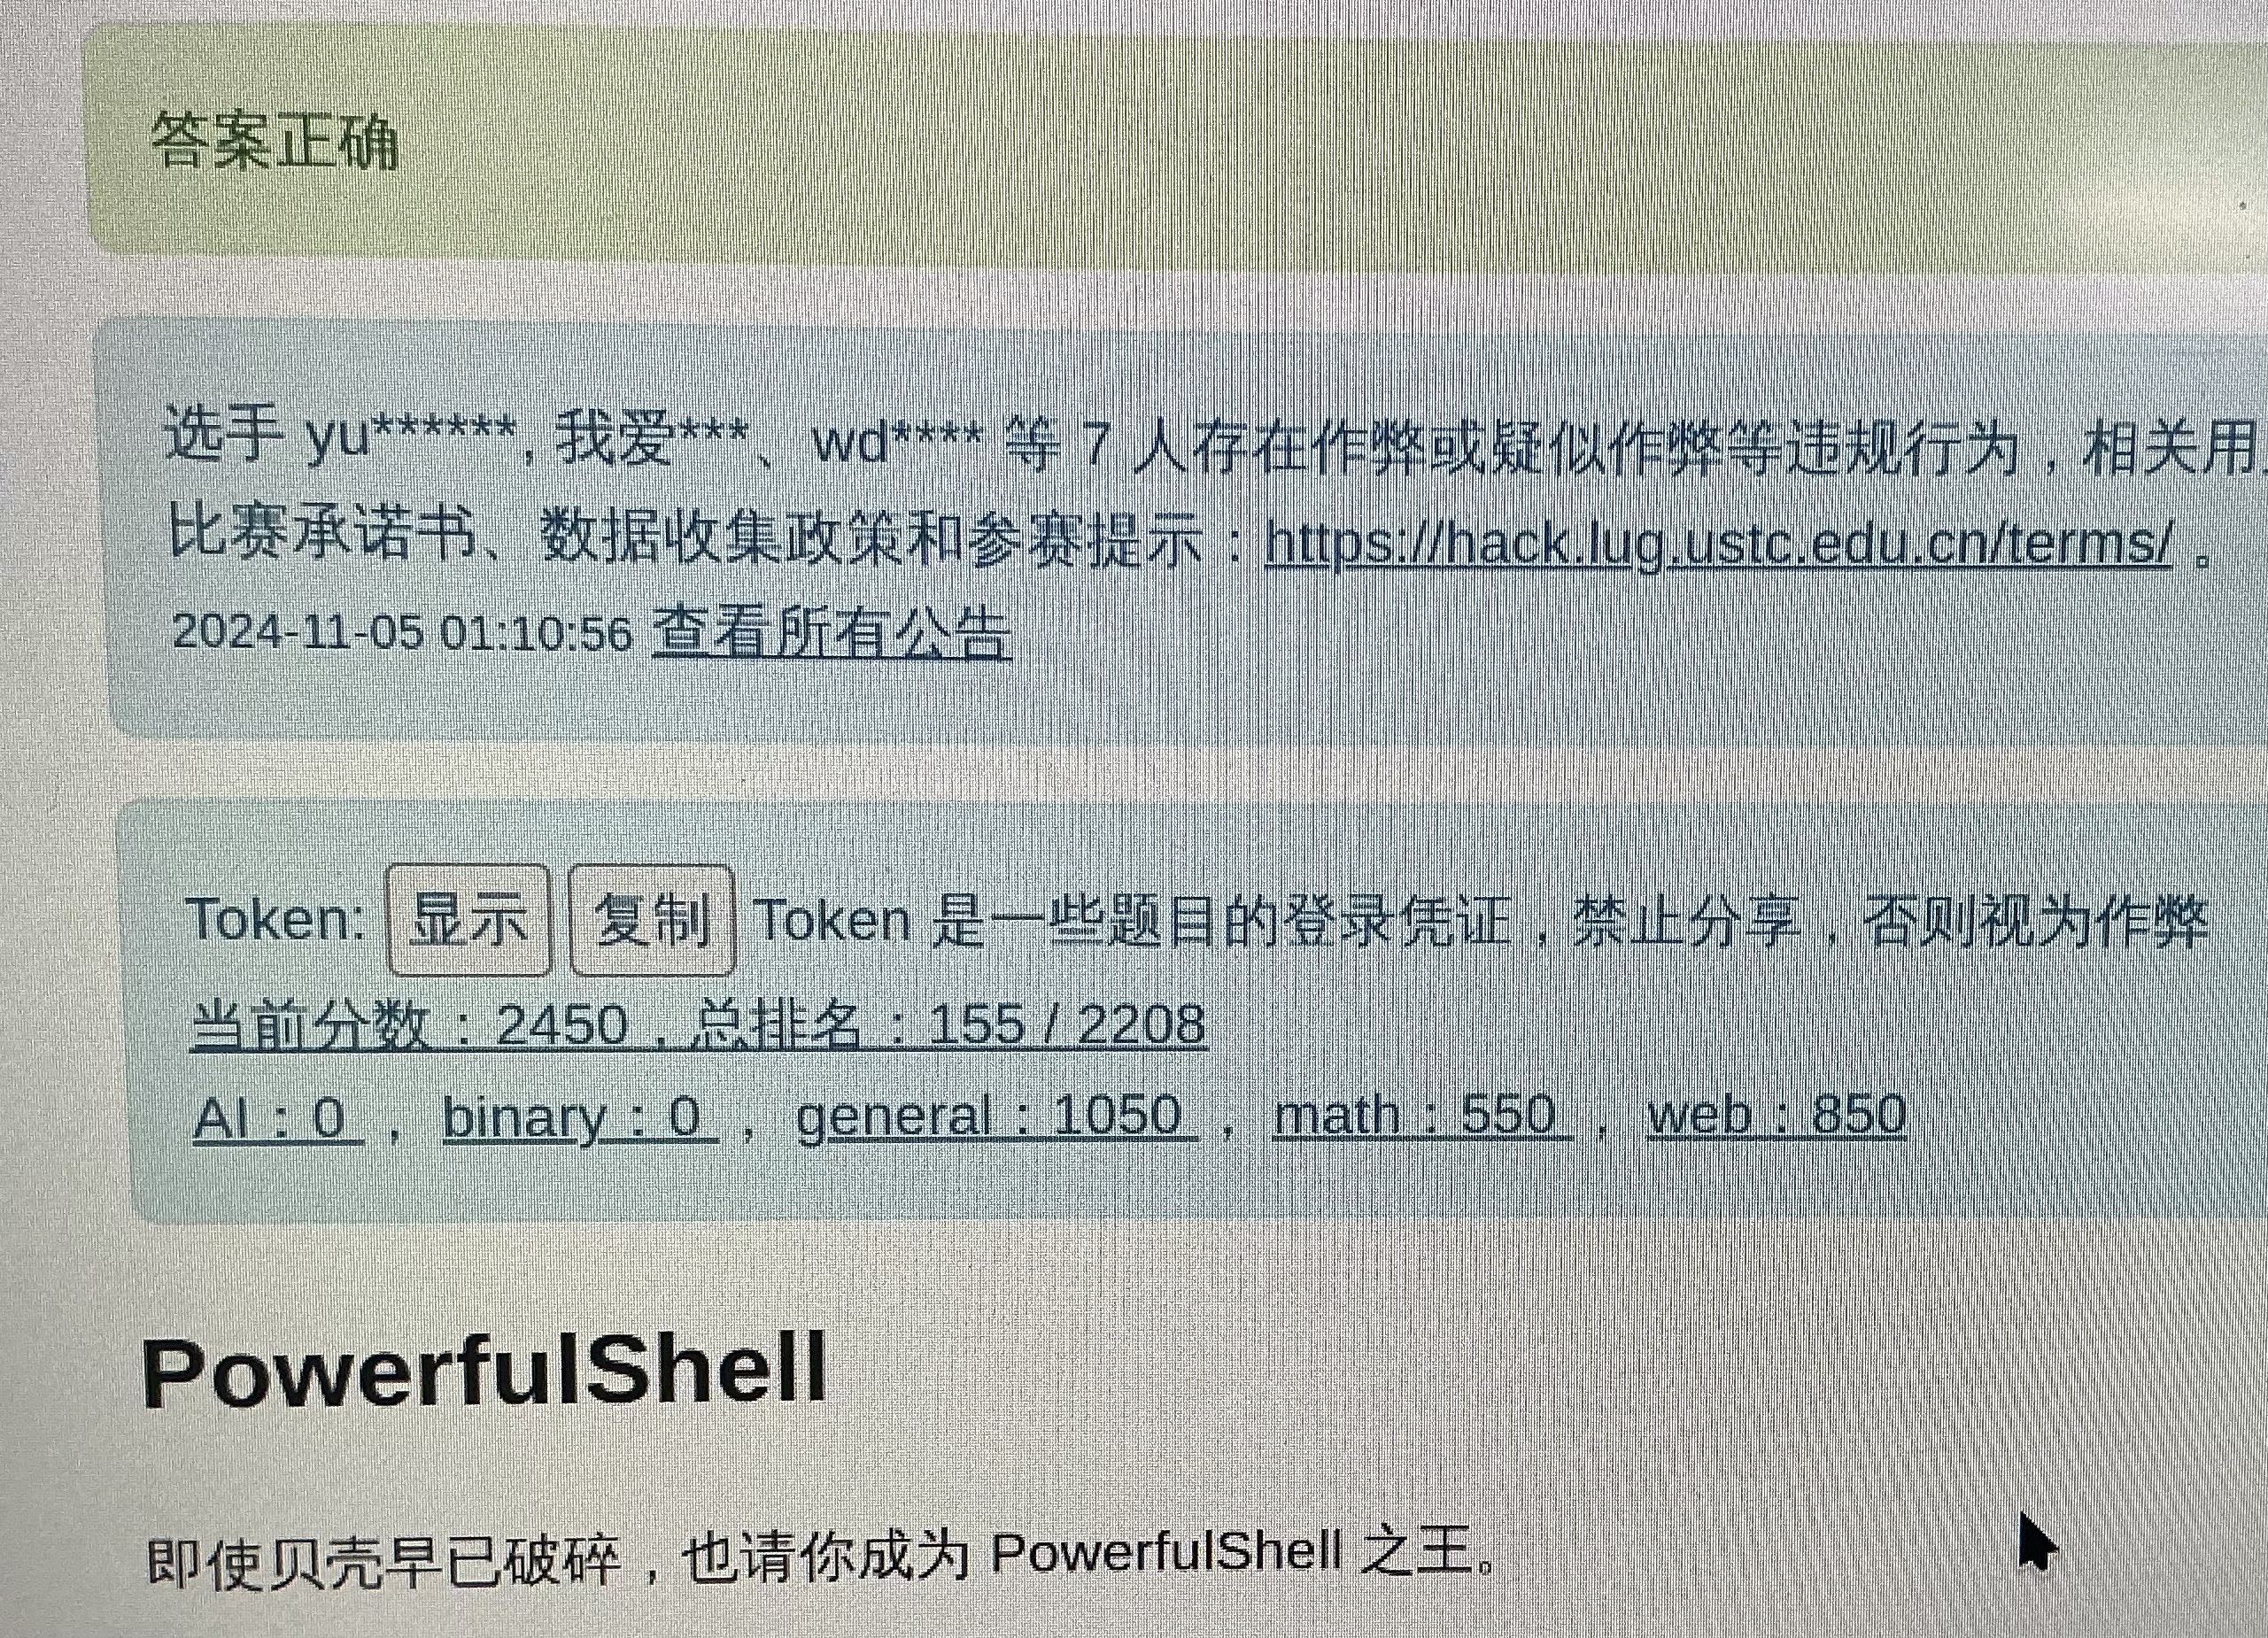 答案正确
选手 yu******, 我爱***、wd**** 等 7 人存在作弊或疑似作弊等违规行为，相关用
比赛承诺书、数据收集政策和参赛提示：https://hack.lug.ustc.edu.cn/terms/ 。
2024-11-05 01:10:56 查看所有公告
Token: 显示 复制 Token 是一些题目的登录凭证，禁止分享，否则视为作弊
当前分数：2450，总排名：155 / 2208
AI：0 ， binary：0 ， general：1050 ， math：550 ， web：850
PowerfulShell
即使贝壳早已破碎，也请你成为 PowerfulShell 之王。